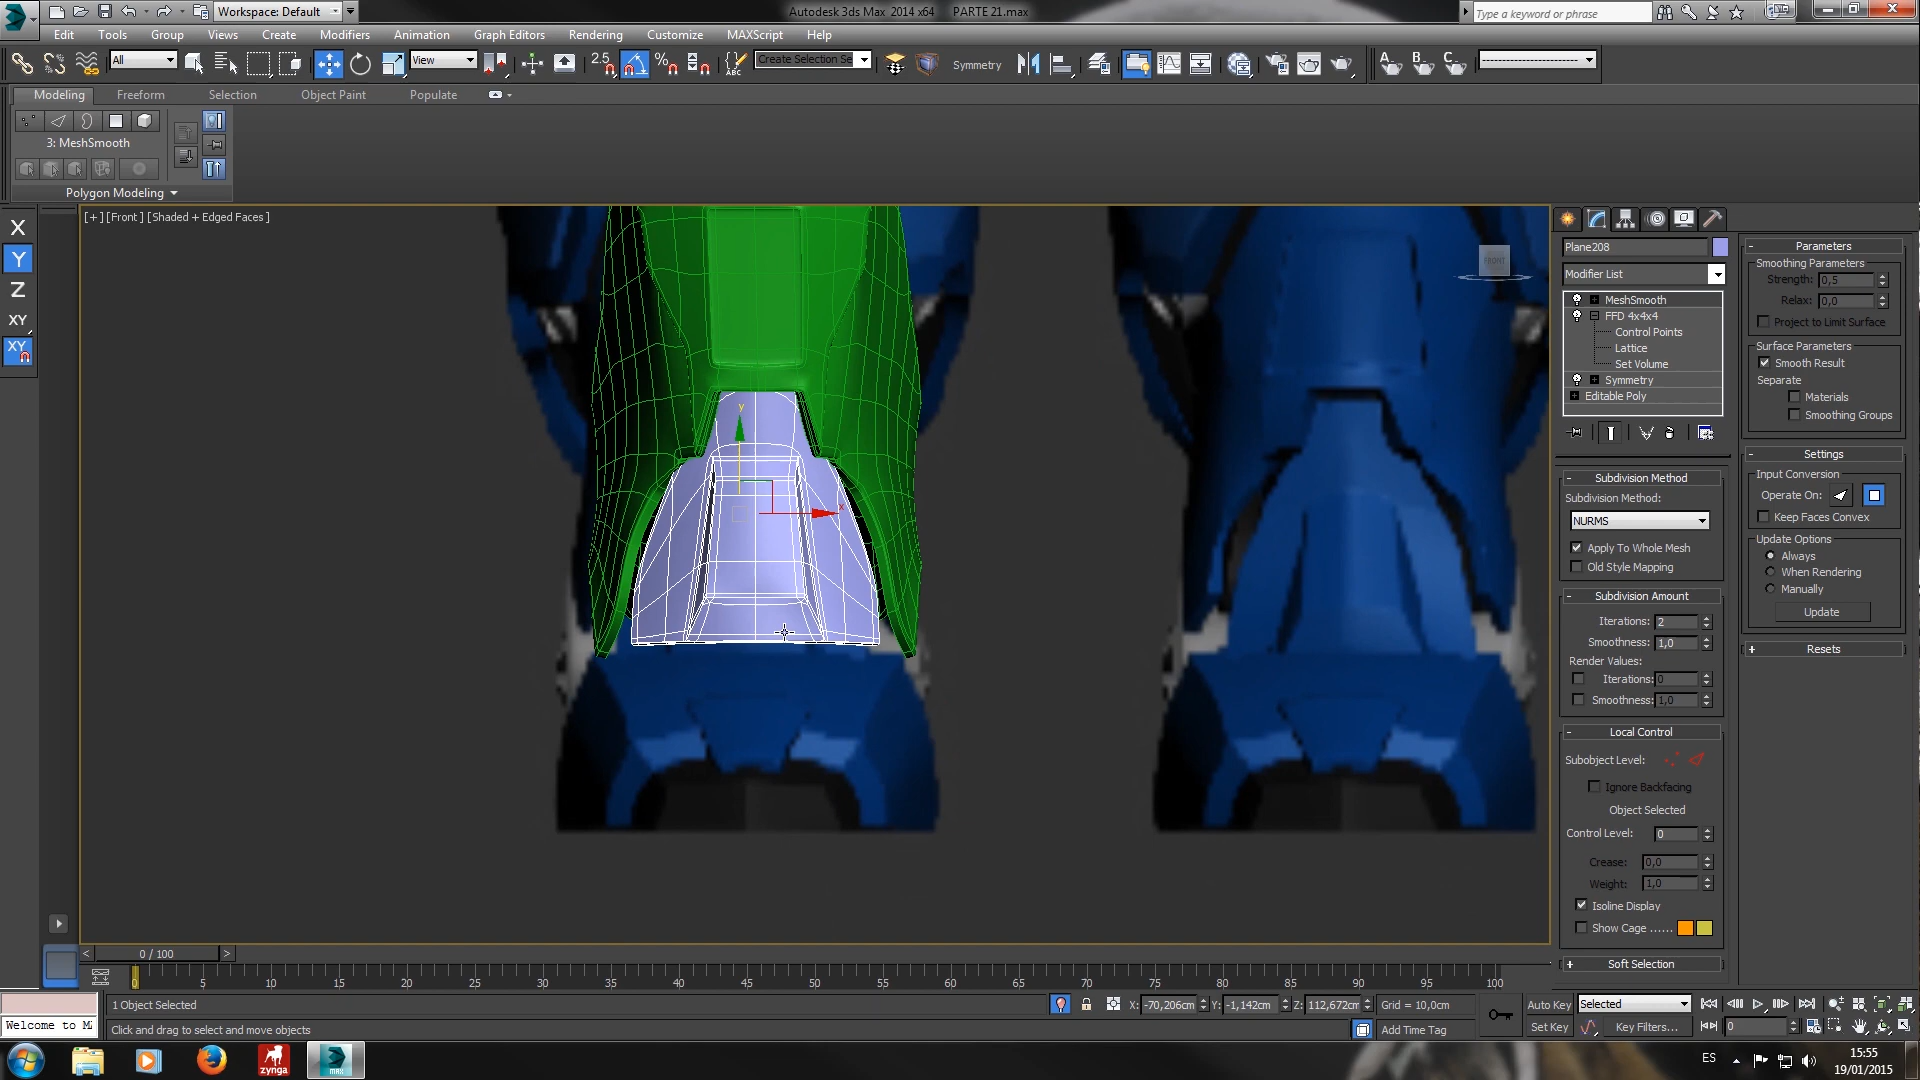 Workspace: Default
Autodesk 3ds Max 2014 x64 PARTE 21.max
Type a keyword or phrase
Edit Tools Group Views Create Modifiers Animation Graph Editors Rendering Customize MAXScript Help
All
View
2.5
Create Selection Se
Symmetry
A
B
C
Modeling Freeform Selection Object Paint Populate
3: MeshSmooth
Polygon Modeling
X
Y
Z
XY
XY
[+] [Front ] [Shaded + Edged Faces ]
FRONT
y
x
Plane208
Modifier List
MeshSmooth
FFD 4x4x4
Control Points
Lattice
Set Volume
Symmetry
Editable Poly
Subdivision Method
Subdivision Method:
NURMS
Apply To Whole Mesh
Old Style Mapping
Subdivision Amount
Iterations: 2
Smoothness: 1,0
Render Values:
Iterations: 0
Smoothness: 1,0
Local Control
Subobject Level:
Ignore Backfacing
Object Selected
Control Level: 0
Crease: 0,0
Weight: 1,0
Isoline Display
Show Cage ......
Soft Selection
Parameters
Smoothing Parameters
Strength: 0,5
Relax: 0,0
Project to Limit Surface
Surface Parameters
Smooth Result
Separate
Materials
Smoothing Groups
Settings
Input Conversion
Operate On:
Keep Faces Convex
Update Options
Always
When Rendering
Manually
Update
Resets
0 / 100
0 5 10 15 20 25 30 35 40 45 50 55 60 65 70 75 80 85 90 95 100
1 Object Selected
X: -70,206cm Y: -1,142cm Z: 112,672cm Grid = 10,0cm
Auto Key Selected
Welcome to M
Click and drag to select and move objects
Add Time Tag
Set Key Key Filters... 0
zynga
MAX
ES
15:55
19/01/2015